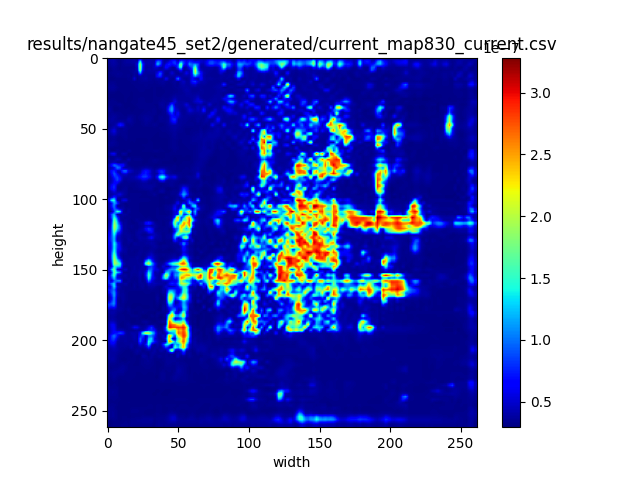 results/nangate45_set2/generated/current_map830_current.csv
1e−7
0
50
100
150
200
250
height
0 50 100 150 200 250
width
3.0
2.5
2.0
1.5
1.0
0.5